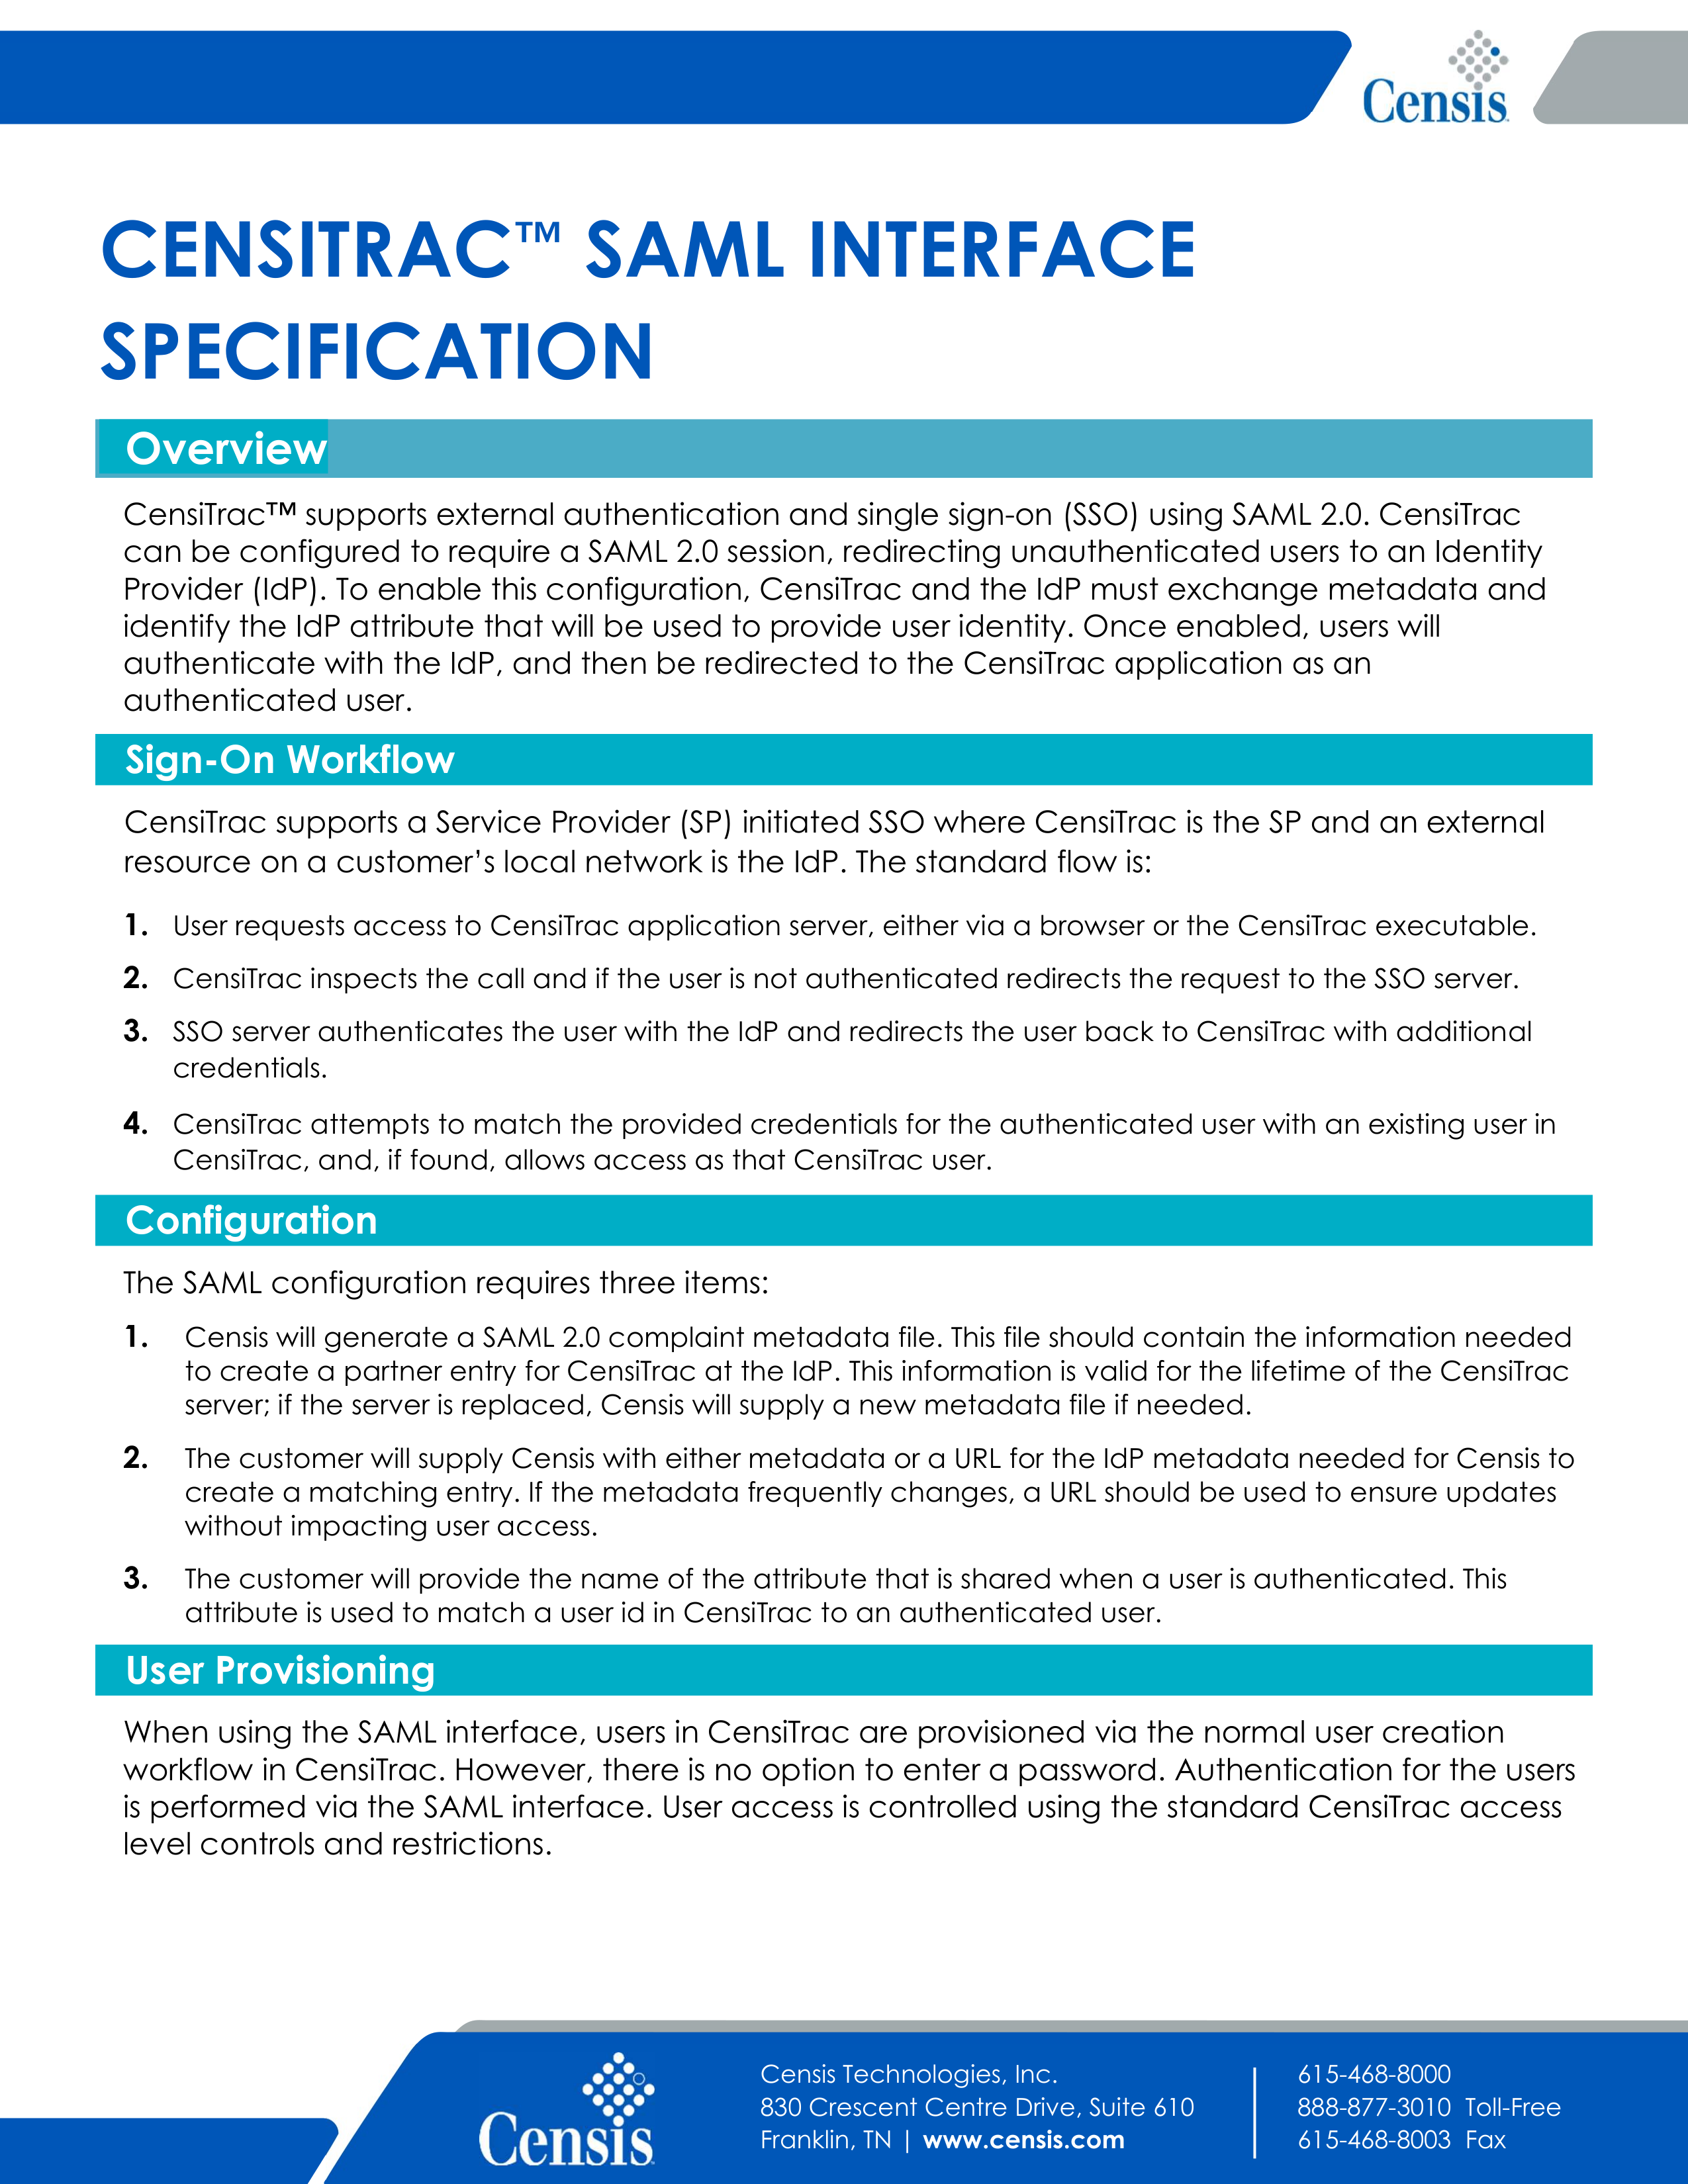 Censis
CENSITRAC™ SAML INTERFACE
SPECIFICATION
Overview
CensiTrac™ supports external authentication and single sign-on (SSO) using SAML 2.0. CensiTrac
can be configured to require a SAML 2.0 session, redirecting unauthenticated users to an Identity
Provider (IdP). To enable this configuration, CensiTrac and the IdP must exchange metadata and
identify the IdP attribute that will be used to provide user identity. Once enabled, users will
authenticate with the IdP, and then be redirected to the CensiTrac application as an
authenticated user.
Sign-On Workflow
CensiTrac supports a Service Provider (SP) initiated SSO where CensiTrac is the SP and an external
resource on a customer’s local network is the IdP. The standard flow is:
1. User requests access to CensiTrac application server, either via a browser or the CensiTrac executable.
2. CensiTrac inspects the call and if the user is not authenticated redirects the request to the SSO server.
3. SSO server authenticates the user with the IdP and redirects the user back to CensiTrac with additional
credentials.
4. CensiTrac attempts to match the provided credentials for the authenticated user with an existing user in
CensiTrac, and, if found, allows access as that CensiTrac user.
Configuration
The SAML configuration requires three items:
1. Censis will generate a SAML 2.0 complaint metadata file. This file should contain the information needed
to create a partner entry for CensiTrac at the IdP. This information is valid for the lifetime of the CensiTrac
server; if the server is replaced, Censis will supply a new metadata file if needed.
2. The customer will supply Censis with either metadata or a URL for the IdP metadata needed for Censis to
create a matching entry. If the metadata frequently changes, a URL should be used to ensure updates
without impacting user access.
3. The customer will provide the name of the attribute that is shared when a user is authenticated. This
attribute is used to match a user id in CensiTrac to an authenticated user.
User Provisioning
When using the SAML interface, users in CensiTrac are provisioned via the normal user creation
workflow in CensiTrac. However, there is no option to enter a password. Authentication for the users
is performed via the SAML interface. User access is controlled using the standard CensiTrac access
level controls and restrictions.
Censis
Censis Technologies, Inc.
830 Crescent Centre Drive, Suite 610
Franklin, TN | www.censis.com
615-468-8000
888-877-3010 Toll-Free
615-468-8003 Fax